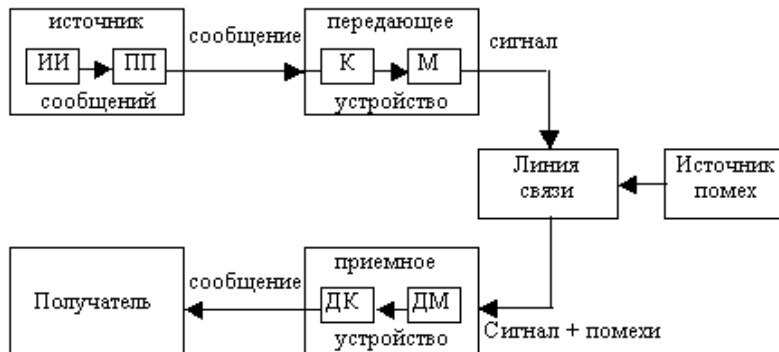 источник
ИИ ПП
сообщений
сообщение
передающее
К М
устройство
сигнал
Линия
связи
Источник
помех
Сигнал + помехи
приемное
ДК ДМ
устройство
сообщение
Получатель